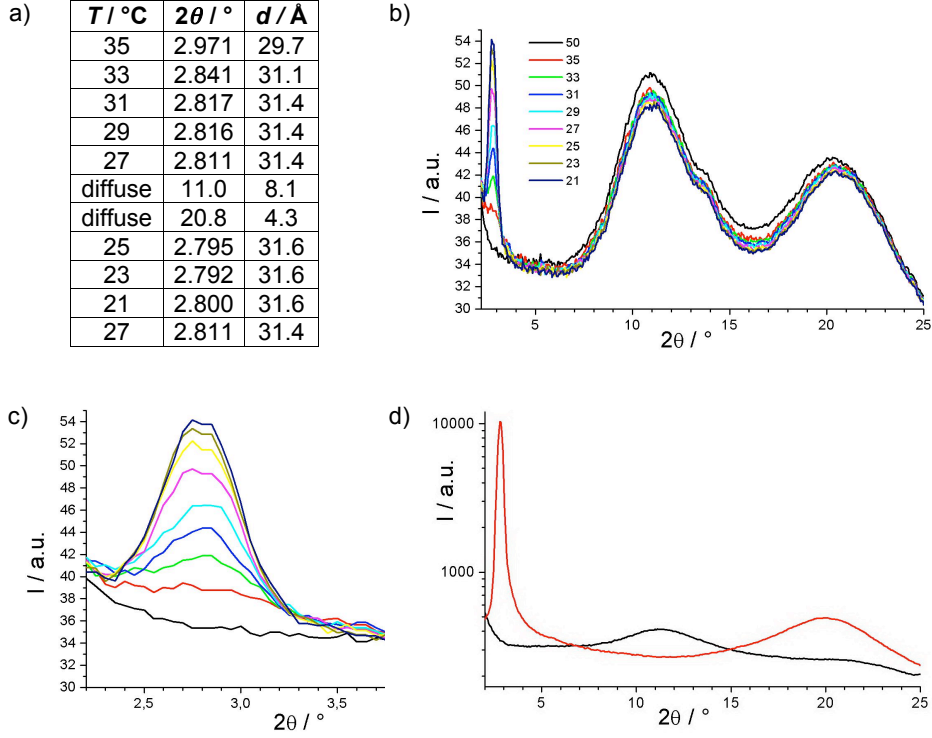 a)
T / °C 2θ / ° d / Å
35 2.971 29.7
33 2.841 31.1
31 2.817 31.4
29 2.816 31.4
27 2.811 31.4
diffuse 11.0 8.1
diffuse 20.8 4.3
25 2.795 31.6
23 2.792 31.6
21 2.800 31.6
27 2.811 31.4
b)
I / a.u.
54
52
50
48
46
44
42
40
38
36
34
32
30
50
35
33
31
29
27
25
23
21
5 10 15 20 25
2θ / °
c)
I / a.u.
54
52
50
48
46
44
42
40
38
36
34
32
30
2,5 3,0 3,5
2θ / °
d)
I / a.u.
10000
1000
5 10 15 20 25
2θ / °